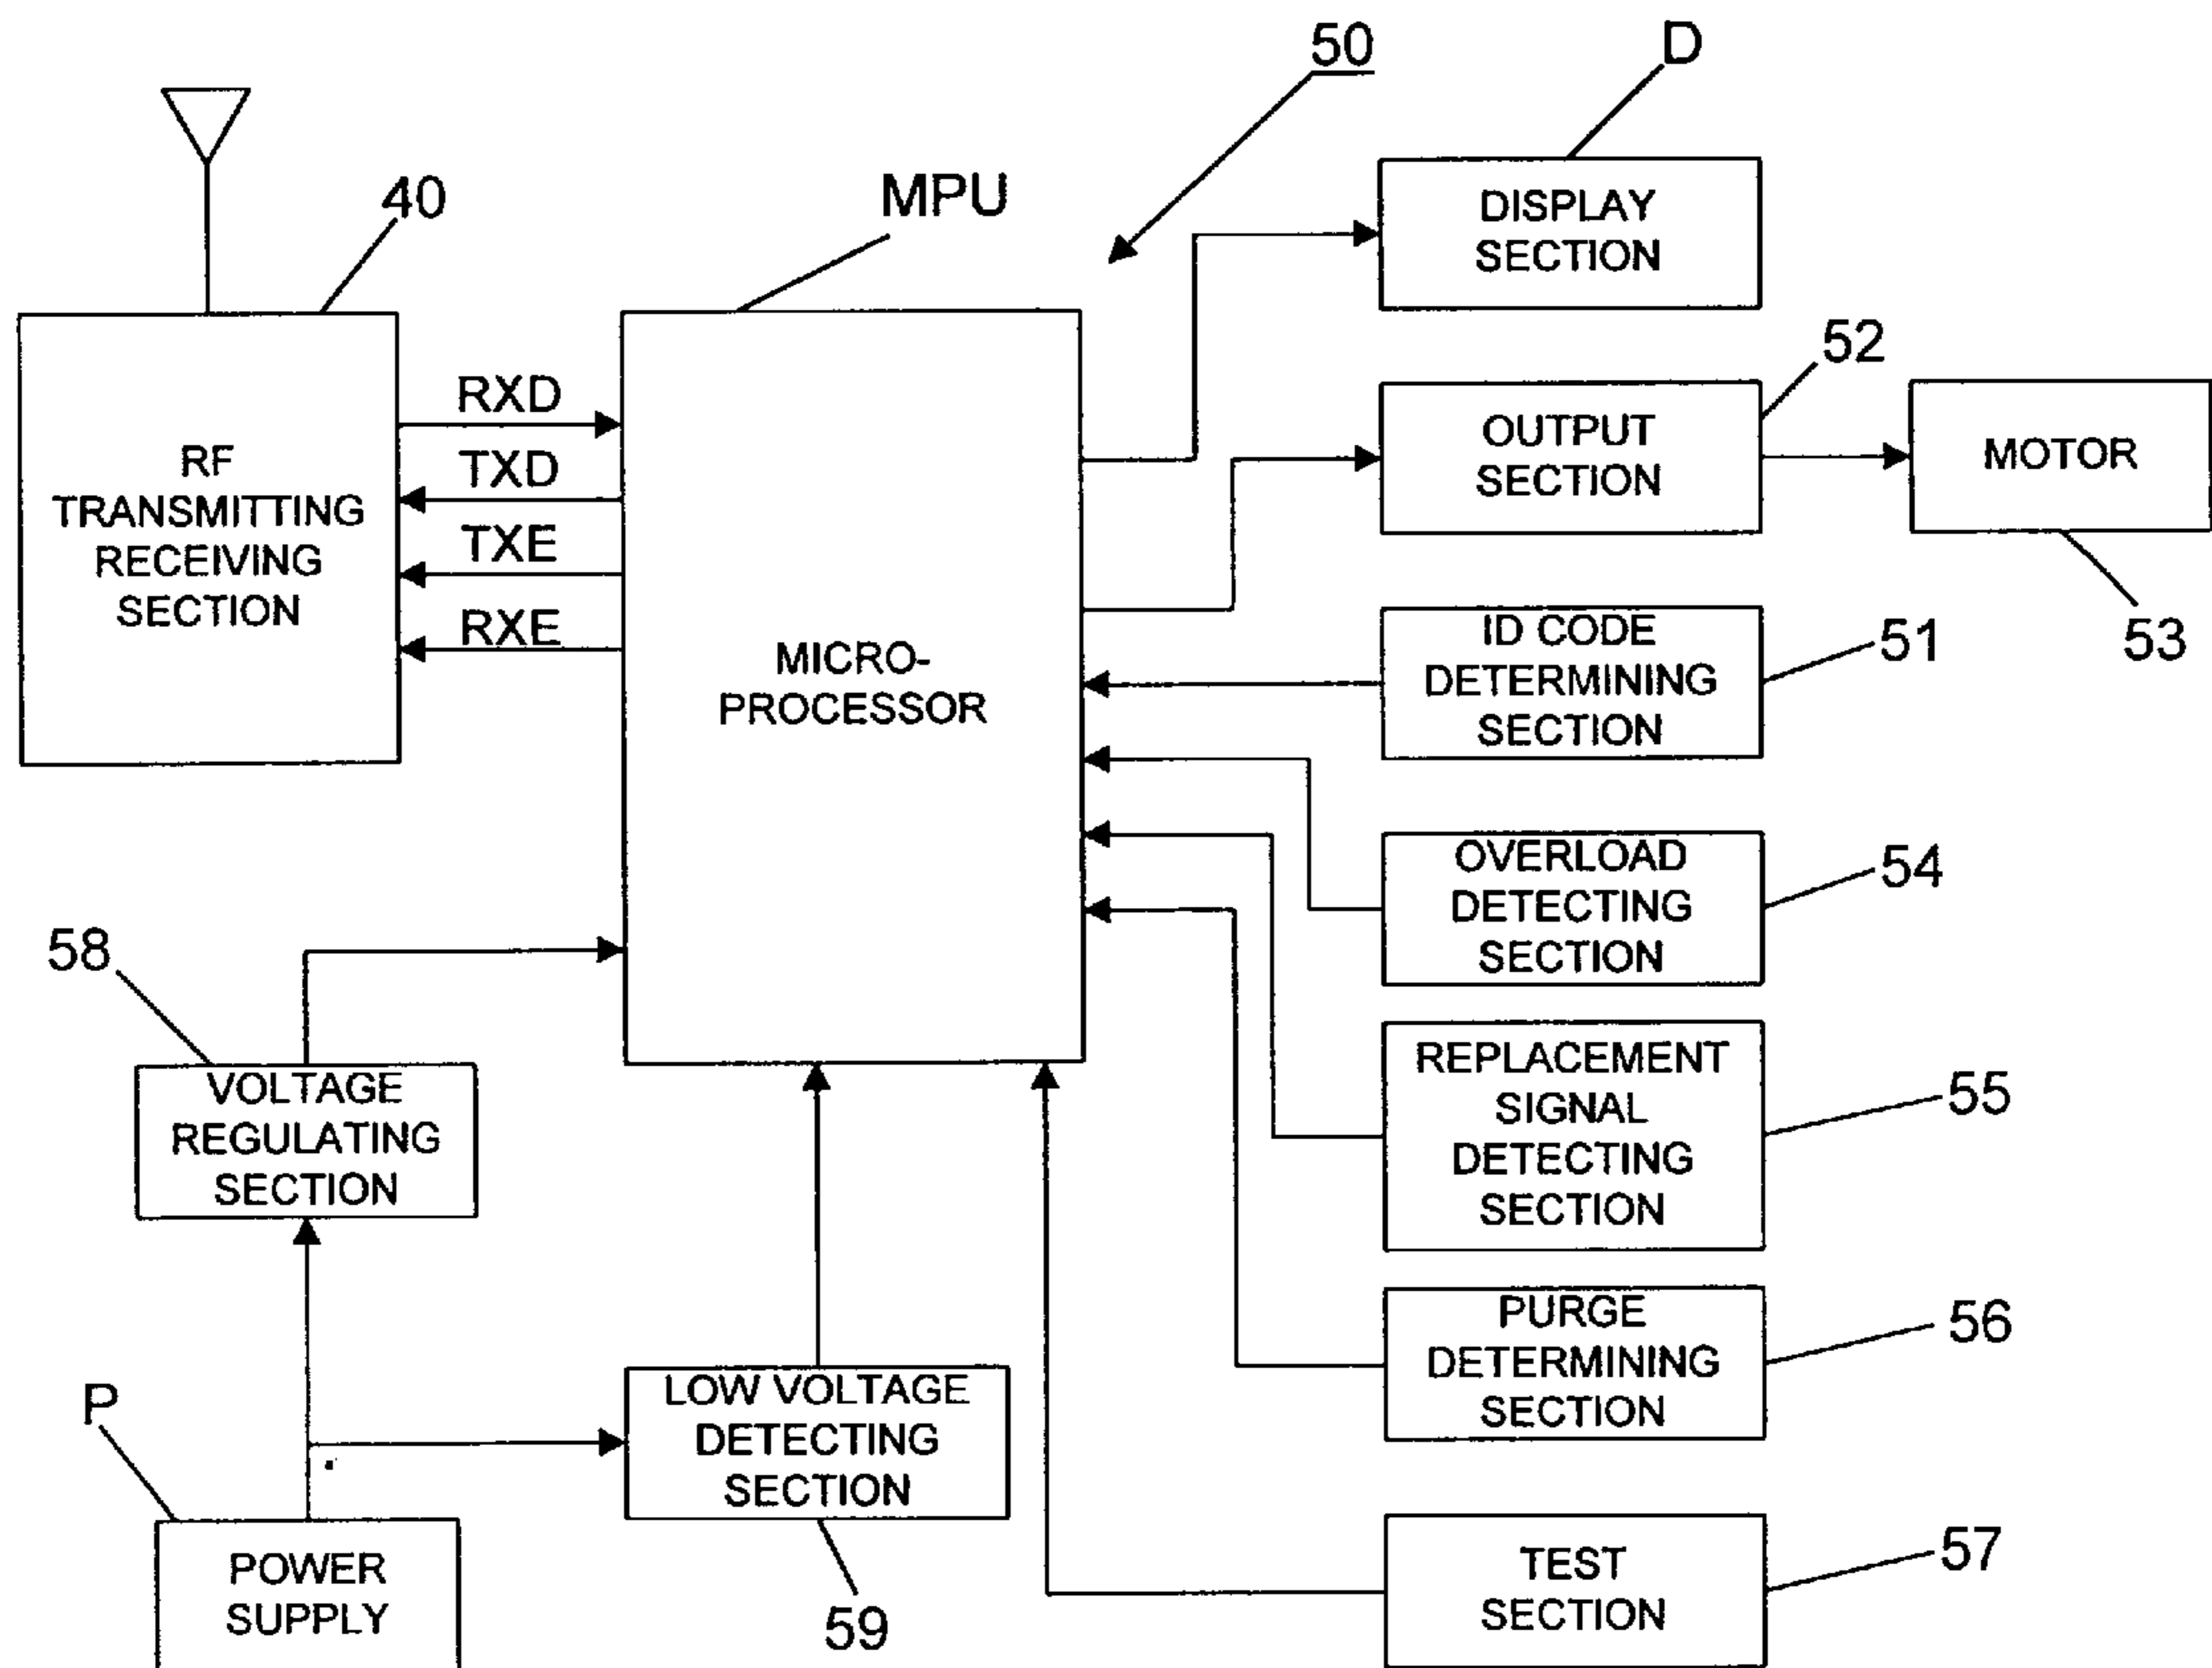 50
D
40
MPU
DISPLAY
SECTION
52
RXD
TXD
TXE
RXE
RF
TRANSMITTING
RECEIVING
SECTION
OUTPUT
SECTION
MOTOR
53
MICRO-
PROCESSOR
ID CODE
DETERMINING
SECTION
51
OVERLOAD
DETECTING
SECTION
54
58
VOLTAGE
REGULATING
SECTION
REPLACEMENT
SIGNAL
DETECTING
SECTION
55
PURGE
DETERMINING
SECTION
56
P
LOW VOLTAGE
DETECTING
SECTION
59
POWER
SUPPLY
TEST
SECTION
57